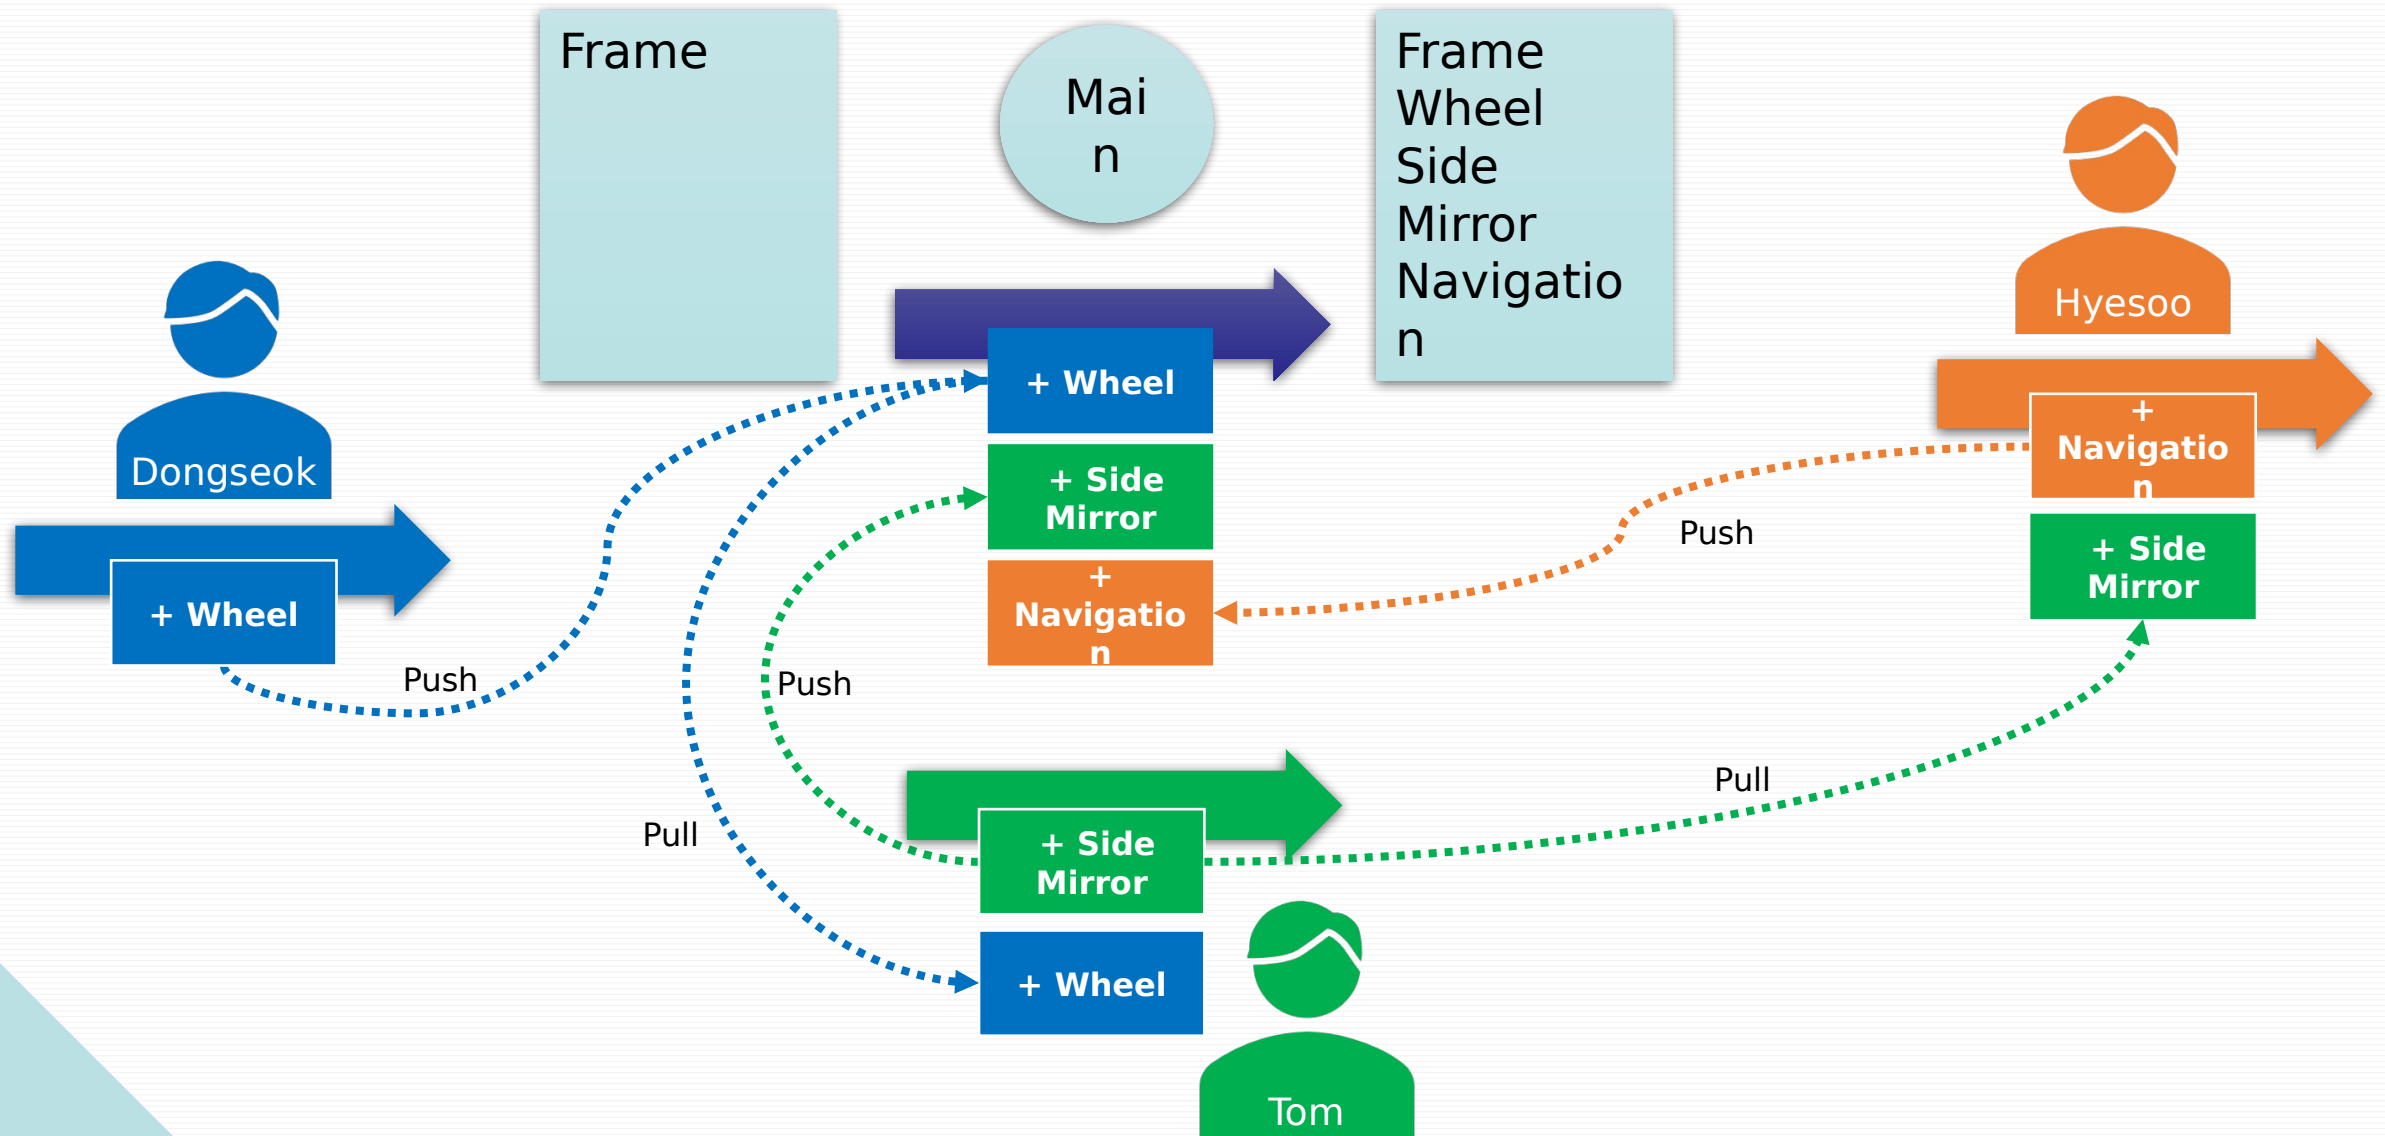 Frame
Mai
n
Frame
Wheel
Side
Mirror
Navigatio
n
Hyesoo
Dongseok
+ Wheel
+ Side
Mirror
+
Navigatio
n
+
Navigatio
n
+ Side
Mirror
Push
+ Wheel
Push
Push
Pull
Pull
+ Side
Mirror
+ Wheel
Tom